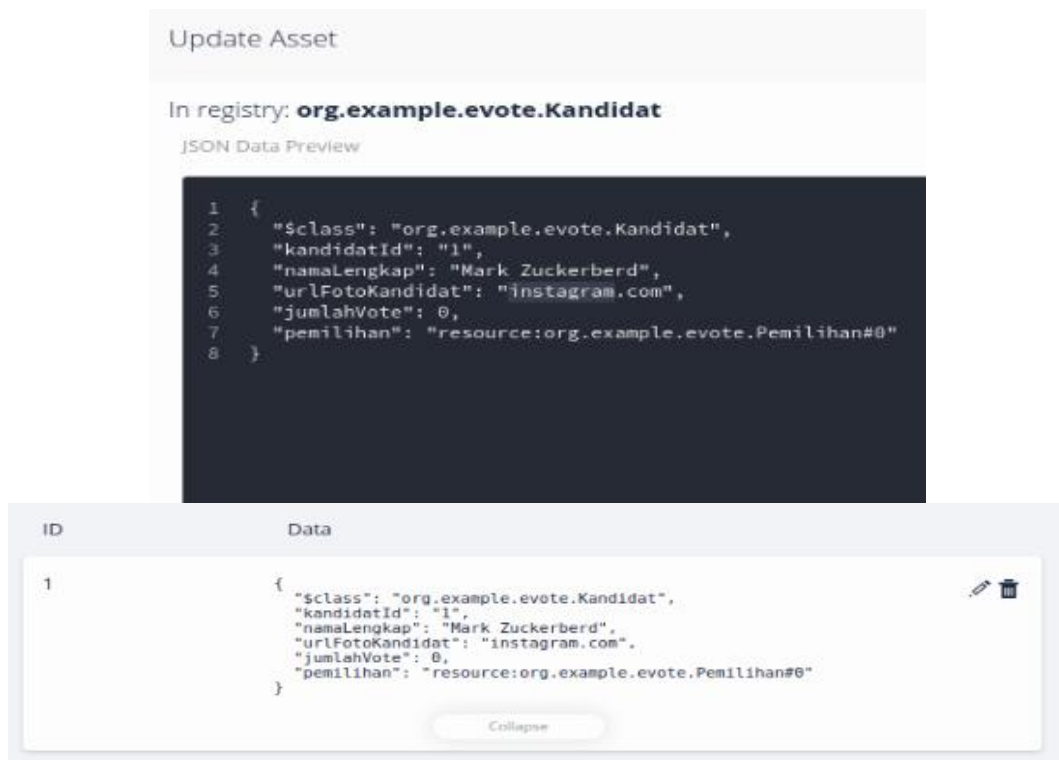 Update Asset
In registry: org.example.evote.Kandidat
JSON Data Preview
1 {
2 "$class": "org.example.evote.Kandidat",
3 "kandidatId": "1",
4 "namaLengkap": "Mark Zuckerberd",
5 "urlFotoKandidat": "instagram.com",
6 "jumlahVote": 0,
7 "pemilihan": "resource:org.example.evote.Pemilihan#0"
8 }
ID Data
1 {
"$class": "org.example.evote.Kandidat",
"kandidatId": "1",
"namaLengkap": "Mark Zuckerberd",
"urlFotoKandidat": "instagram.com",
"jumlahVote": 0,
"pemilihan": "resource:org.example.evote.Pemilihan#0"
}
Collapse